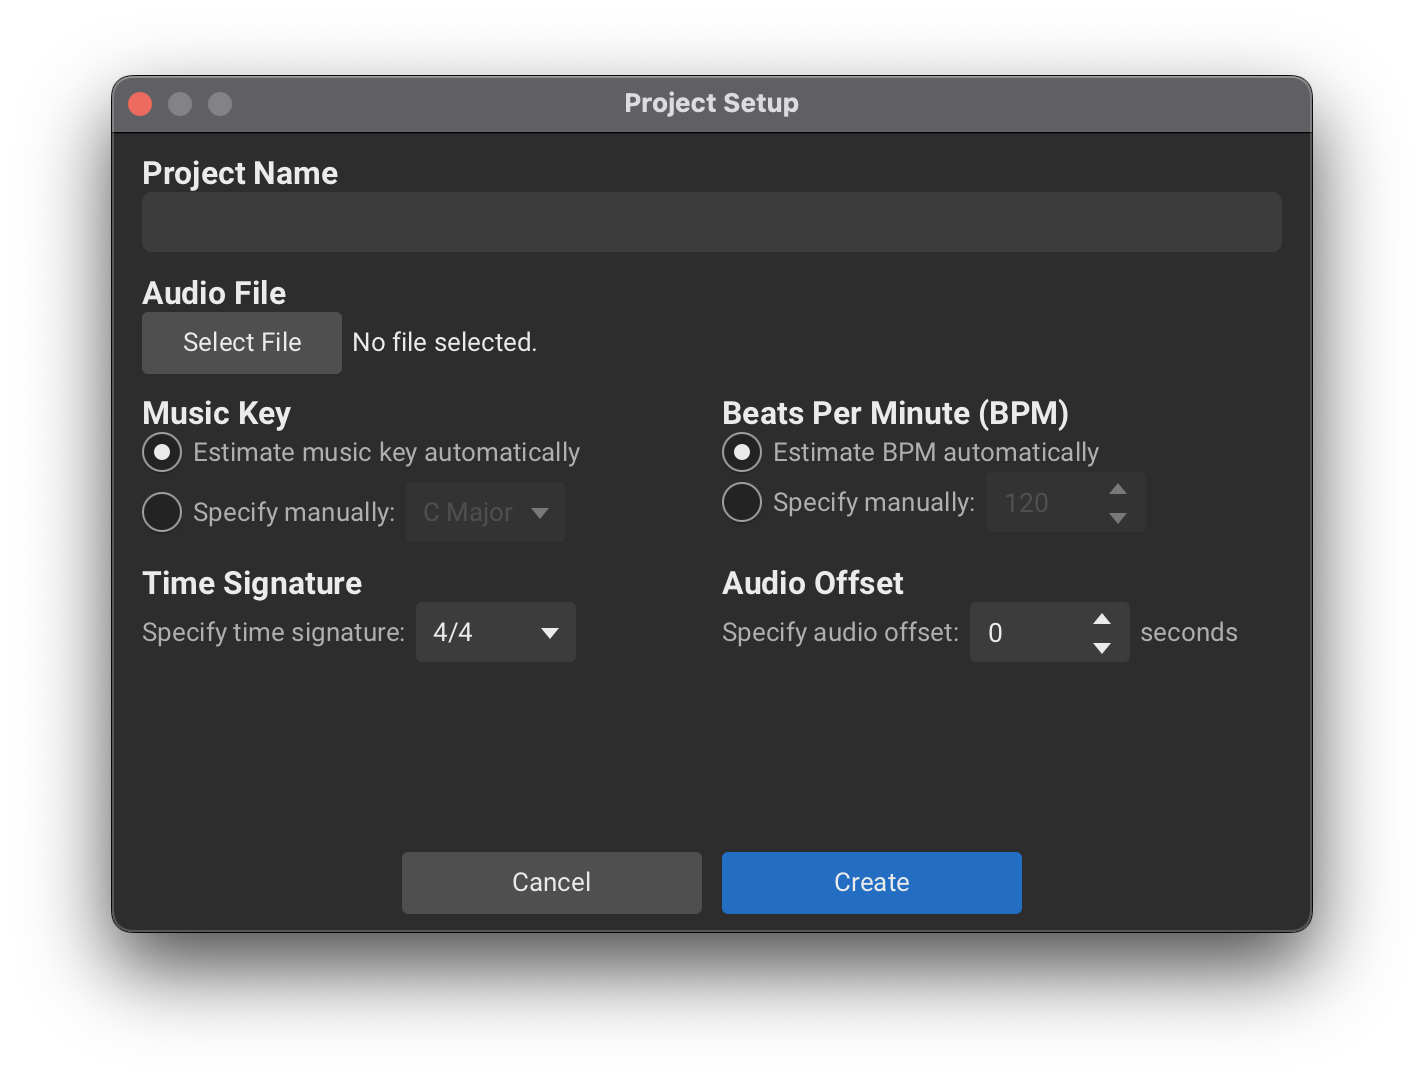 Project Setup
Project Name
Audio File
Select File No file selected.
Music Key
Estimate music key automatically
Specify manually: C Major
Beats Per Minute (BPM)
Estimate BPM automatically
Specify manually: 120
Time Signature
Specify time signature: 4/4
Audio Offset
Specify audio offset: 0 seconds
Cancel Create